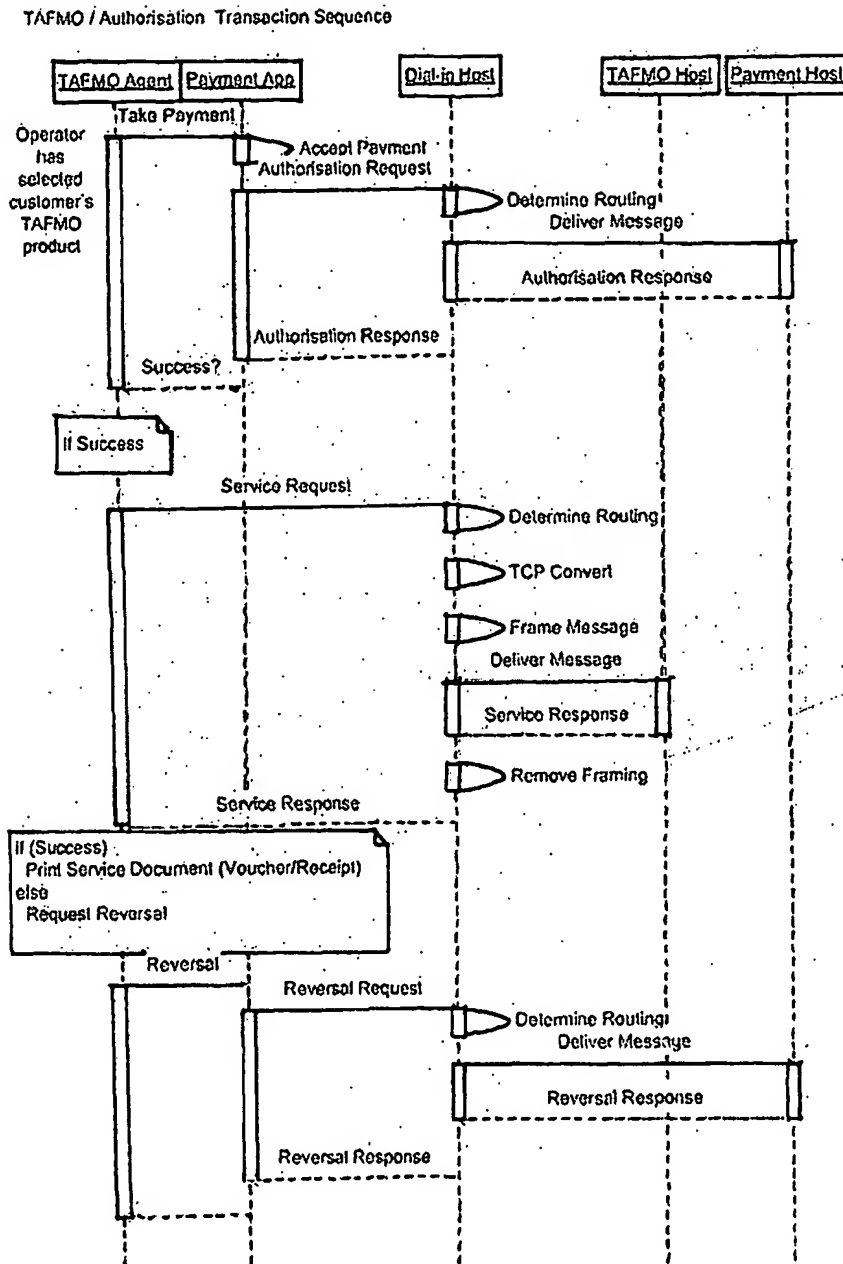 TAFMO / Authorisation Transaction Sequence
TAFMO Agent
Payment App
Dial-in Host
TAFMO Host
Payment Host
Take Payment
Operator
has
selected
customer's
TAFMO
product
Accept Payment
Authorisation Request
Determine Routing
Deliver Message
Authorisation Response
Authorisation Response
Success?
If Success
Service Request
Determine Routing
TCP Convert
Frame Message
Deliver Message
Service Response
Remove Framing
Service Response
If (Success)
Print Service Document (Voucher/Receipt)
else
Request Reversal
Reversal
Reversal Request
Determine Routing
Deliver Message
Reversal Response
Reversal Response